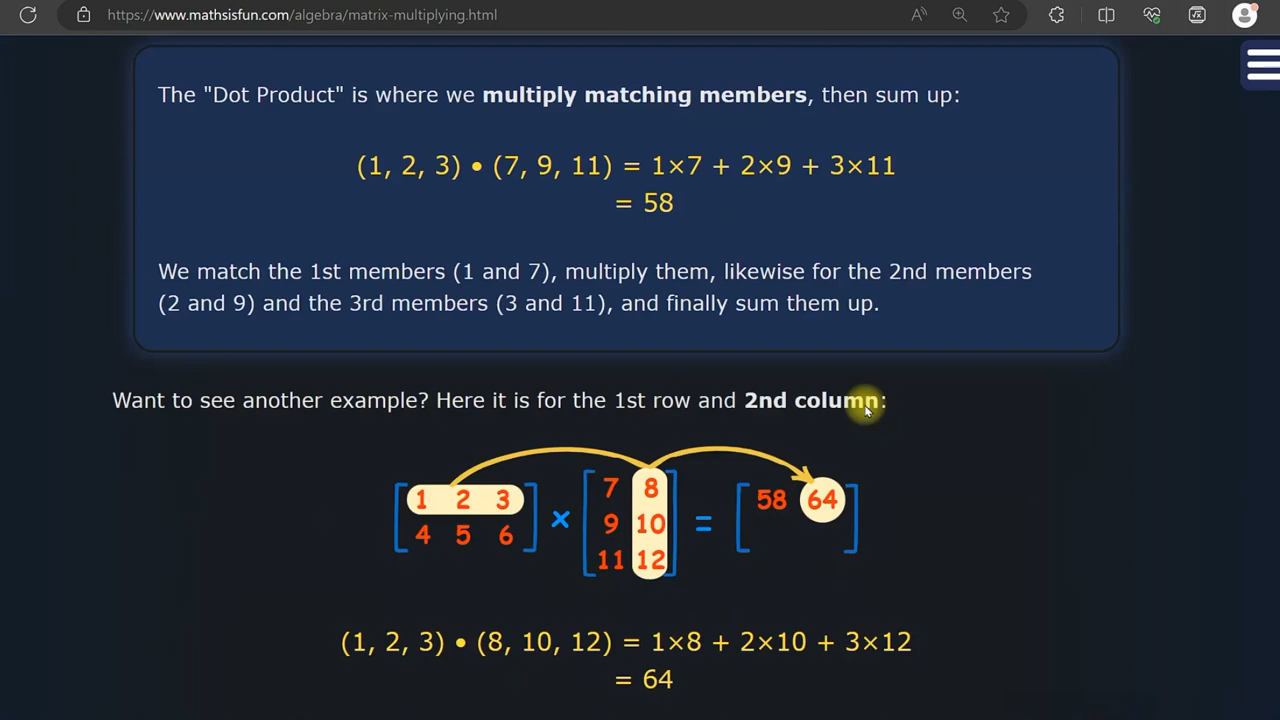 https://www.mathsisfun.com/algebra/matrix-multiplying.html
The "Dot Product" is where we multiply matching members, then sum up:
(1, 2, 3) • (7, 9, 11) = 1×7 + 2×9 + 3×11
= 58
We match the 1st members (1 and 7), multiply them, likewise for the 2nd members
(2 and 9) and the 3rd members (3 and 11), and finally sum them up.
Want to see another example? Here it is for the 1st row and 2nd column:
1 2 3 7 8 58 64
4 5 6 × 9 10 =
11 12
(1, 2, 3) • (8, 10, 12) = 1×8 + 2×10 + 3×12
= 64